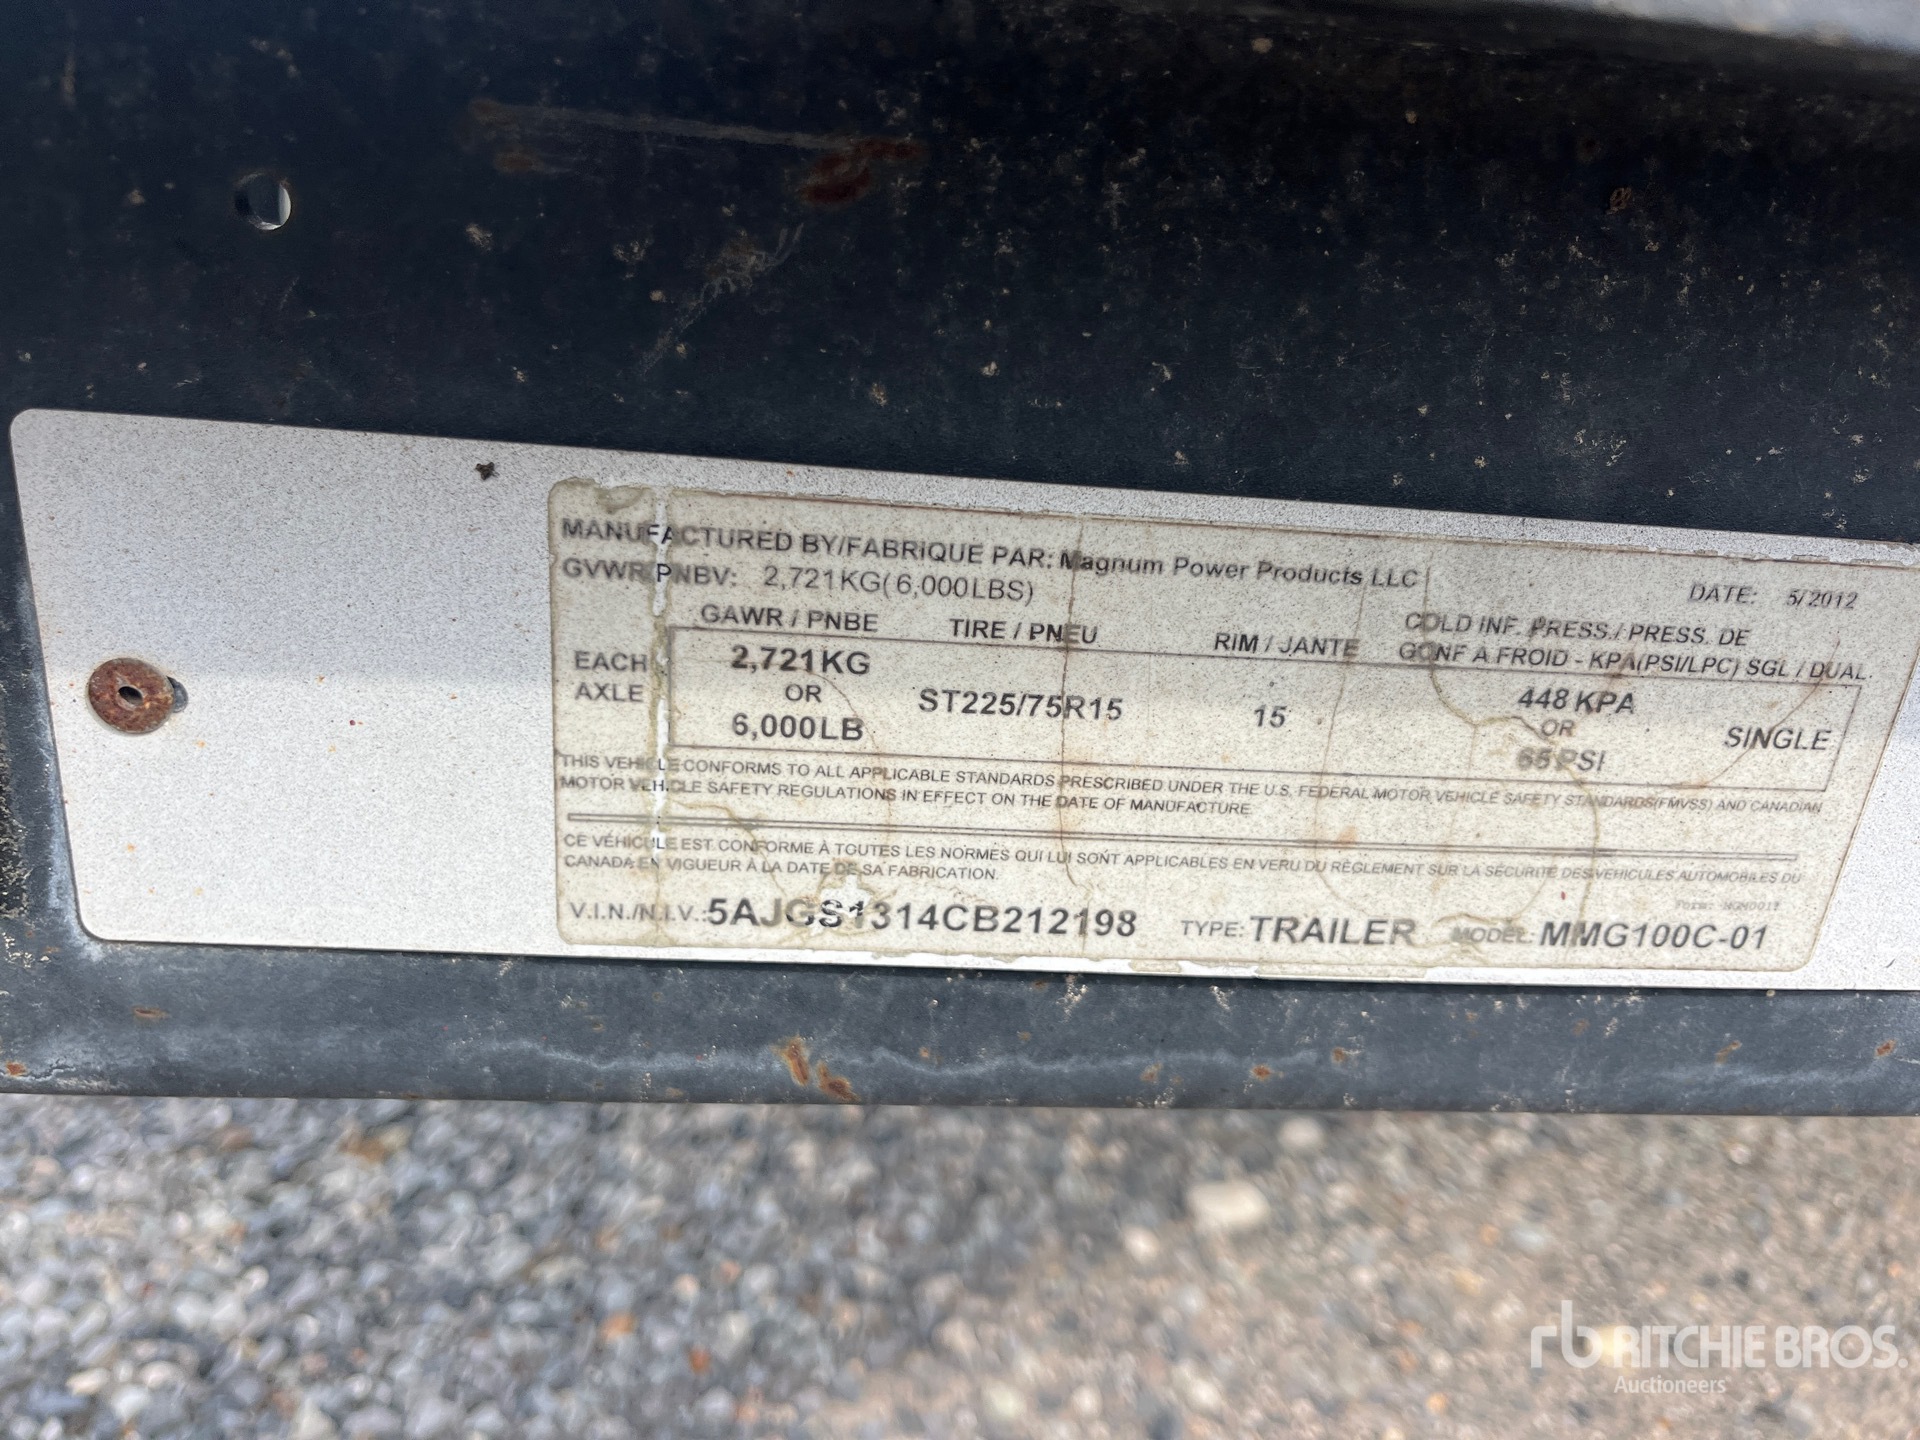 MANUFACTURED BY/FABRIQUE PAR: Magnum Power Products LLC
GVWR/PNBV: 2,721KG(6,000LBS)
DATE: 5/2012
GAWR / PNBE TIRE / PNEU RIM / JANTE COLD INF. PRESS./ PRESS. DE
GONF A FROID - KPA(PSI/LPC) SGL / DUAL
EACH AXLE
2,721KG
OR
6,000LB
ST225/75R15
15
448 KPA
OR
65 PSI
SINGLE
THIS VEHICLE CONFORMS TO ALL APPLICABLE STANDARDS PRESCRIBED UNDER THE U.S. FEDERAL MOTOR VEHICLE SAFETY STANDARDS(FMVSS) AND CANADIAN
MOTOR VEHICLE SAFETY REGULATIONS IN EFFECT ON THE DATE OF MANUFACTURE.
CE VÉHICULE EST CONFORME À TOUTES LES NORMES QUI LUI SONT APPLICABLES EN VERU DU RÈGLEMENT SUR LA SÉCURITÉ DES VÉHICULES AUTOMOBILES DU
CANADA EN VIGUEUR À LA DATE DE SA FABRICATION.
Form:
V.I.N./N.I.V.: 5AJGS1314CB212198 TYPE: TRAILER MODEL: MMG100C-01
rb RITCHIE BROS.
Auctioneers